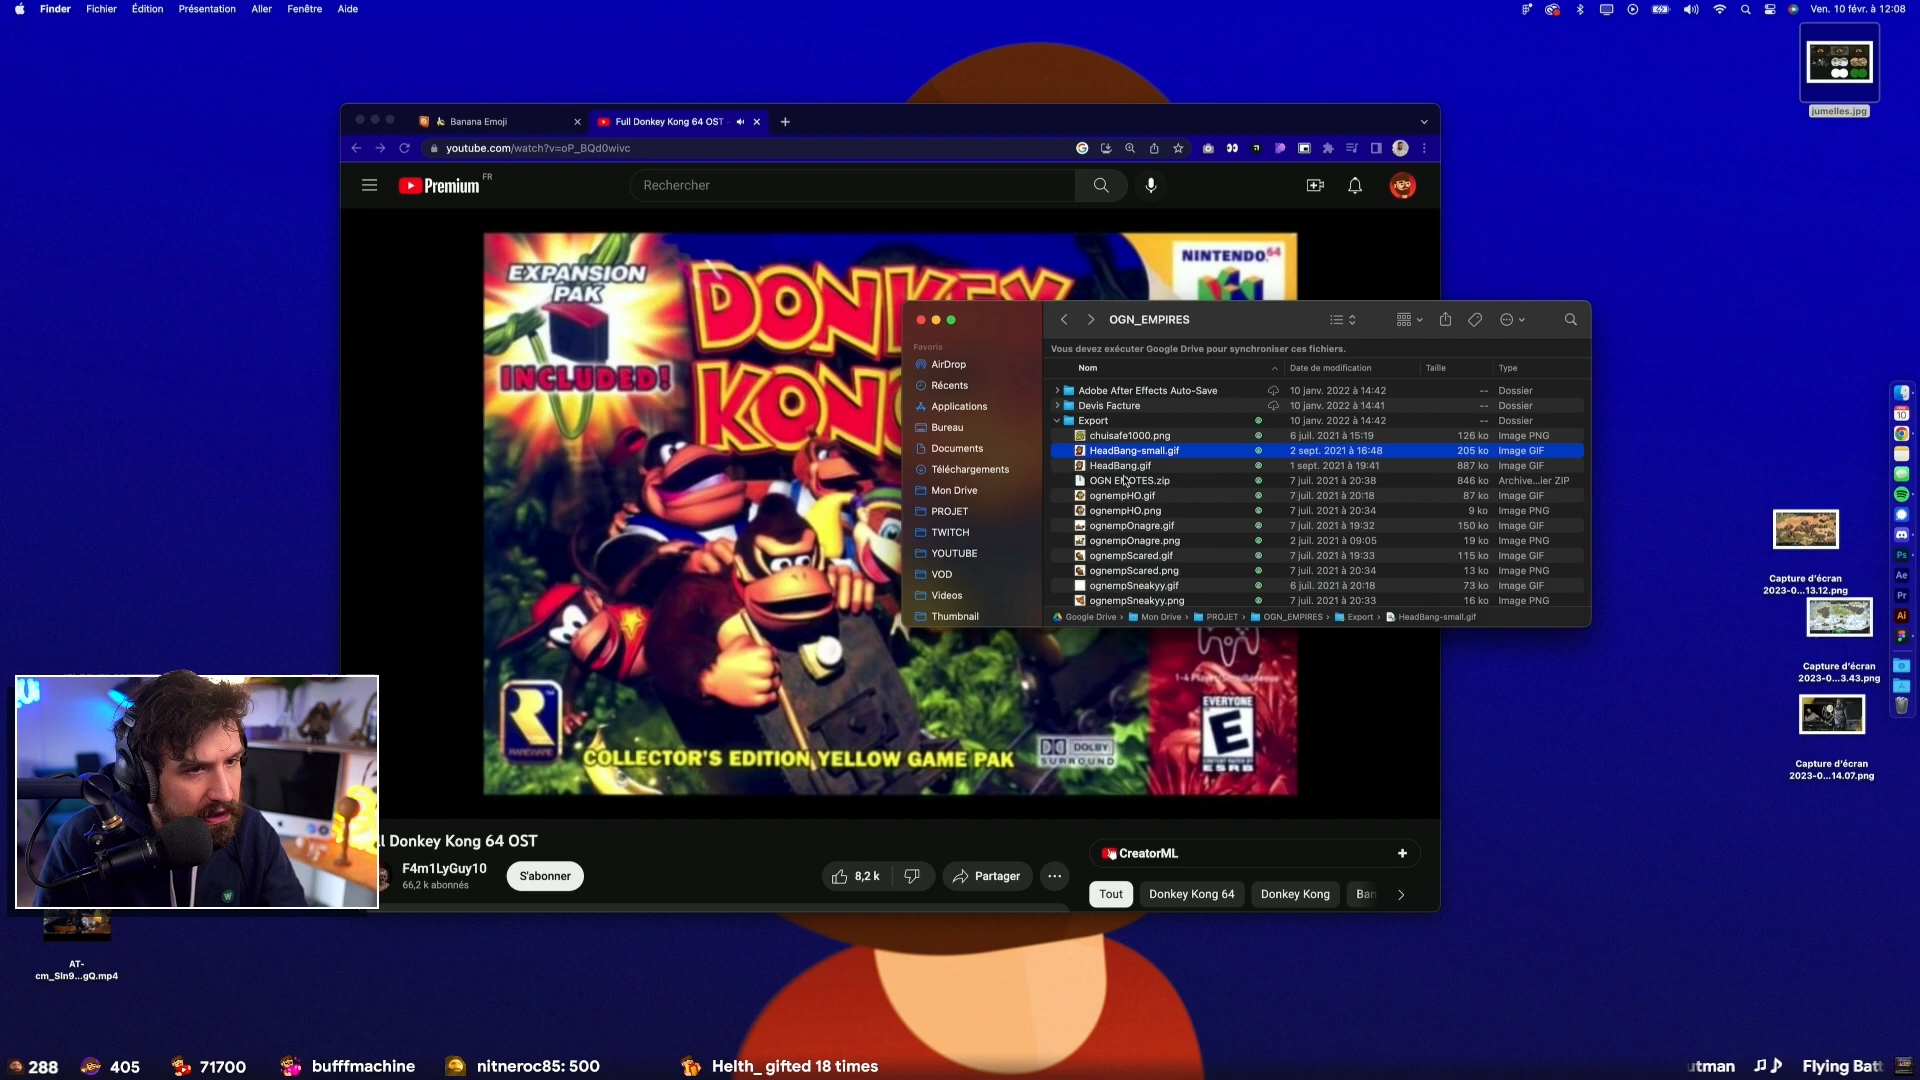 Finder Fichier Édition Présentation Aller Fenêtre Aide
Ven. 10 févr. à 12:08
jumelles.jpg
Banana Emoji
Full Donkey Kong 64 OST
youtube.com/watch?v=oP_BQd0wivc
Premium FR
Rechercher
EXPANSION
PAK
INCLUDED!
DONKEY
KONG
NINTENDO 64
RAREWARE
COLLECTOR'S EDITION YELLOW GAME PAK
DOLBY
SURROUND
1-4 Players Simultaneous
EVERYONE
E
ESRB
OGN_EMPIRES
Vous devez exécuter Google Drive pour synchroniser ces fichiers.
Favoris
AirDrop
Récents
Applications
Bureau
Documents
Téléchargements
Mon Drive
PROJET
TWITCH
YOUTUBE
VOD
Videos
Thumbnail
Nom Date de modification Taille Type
Adobe After Effects Auto-Save 10 janv. 2022 à 14:42 -- Dossier
Devis Facture 10 janv. 2022 à 14:41 -- Dossier
Export 10 janv. 2022 à 14:42 -- Dossier
chuisafe1000.png 6 juil. 2021 à 15:19 126 ko Image PNG
HeadBang-small.gif 2 sept. 2021 à 16:48 205 ko Image GIF
HeadBang.gif 1 sept. 2021 à 19:41 887 ko Image GIF
OGN E OTES.zip 7 juil. 2021 à 20:38 846 ko Archive...ier ZIP
ognempHO.gif 7 juil. 2021 à 20:18 87 ko Image GIF
ognempHO.png 7 juil. 2021 à 20:34 9 ko Image PNG
ognempOnagre.gif 7 juil. 2021 à 19:32 150 ko Image GIF
ognempOnagre.png 2 juil. 2021 à 09:05 19 ko Image PNG
ognempScared.gif 7 juil. 2021 à 19:33 115 ko Image GIF
ognempScared.png 7 juil. 2021 à 20:34 13 ko Image PNG
ognempSneakyy.gif 6 juil. 2021 à 20:18 73 ko Image GIF
ognempSneakyy.png 7 juil. 2021 à 20:33 16 ko Image PNG
Google Drive › Mon Drive › PROJET › OGN_EMPIRES › Export › HeadBang-small.gif
Capture d'écran
2023-0...13.12.png
Capture d'écran
2023-0...3.43.png
Capture d'écran
2023-0...14.07.png
10
Ps
Ae
Pr
Ai
ll Donkey Kong 64 OST
F4m1LyGuy10
66,2 k abonnés
S'abonner
8,2 k
Partager
CreatorML
Tout Donkey Kong 64 Donkey Kong Ban
AT-
cm_Sln9...gQ.mp4
288 405 71700 bufffmachine nitneroc85: 500 Helth_ gifted 18 times
utman Flying Batt